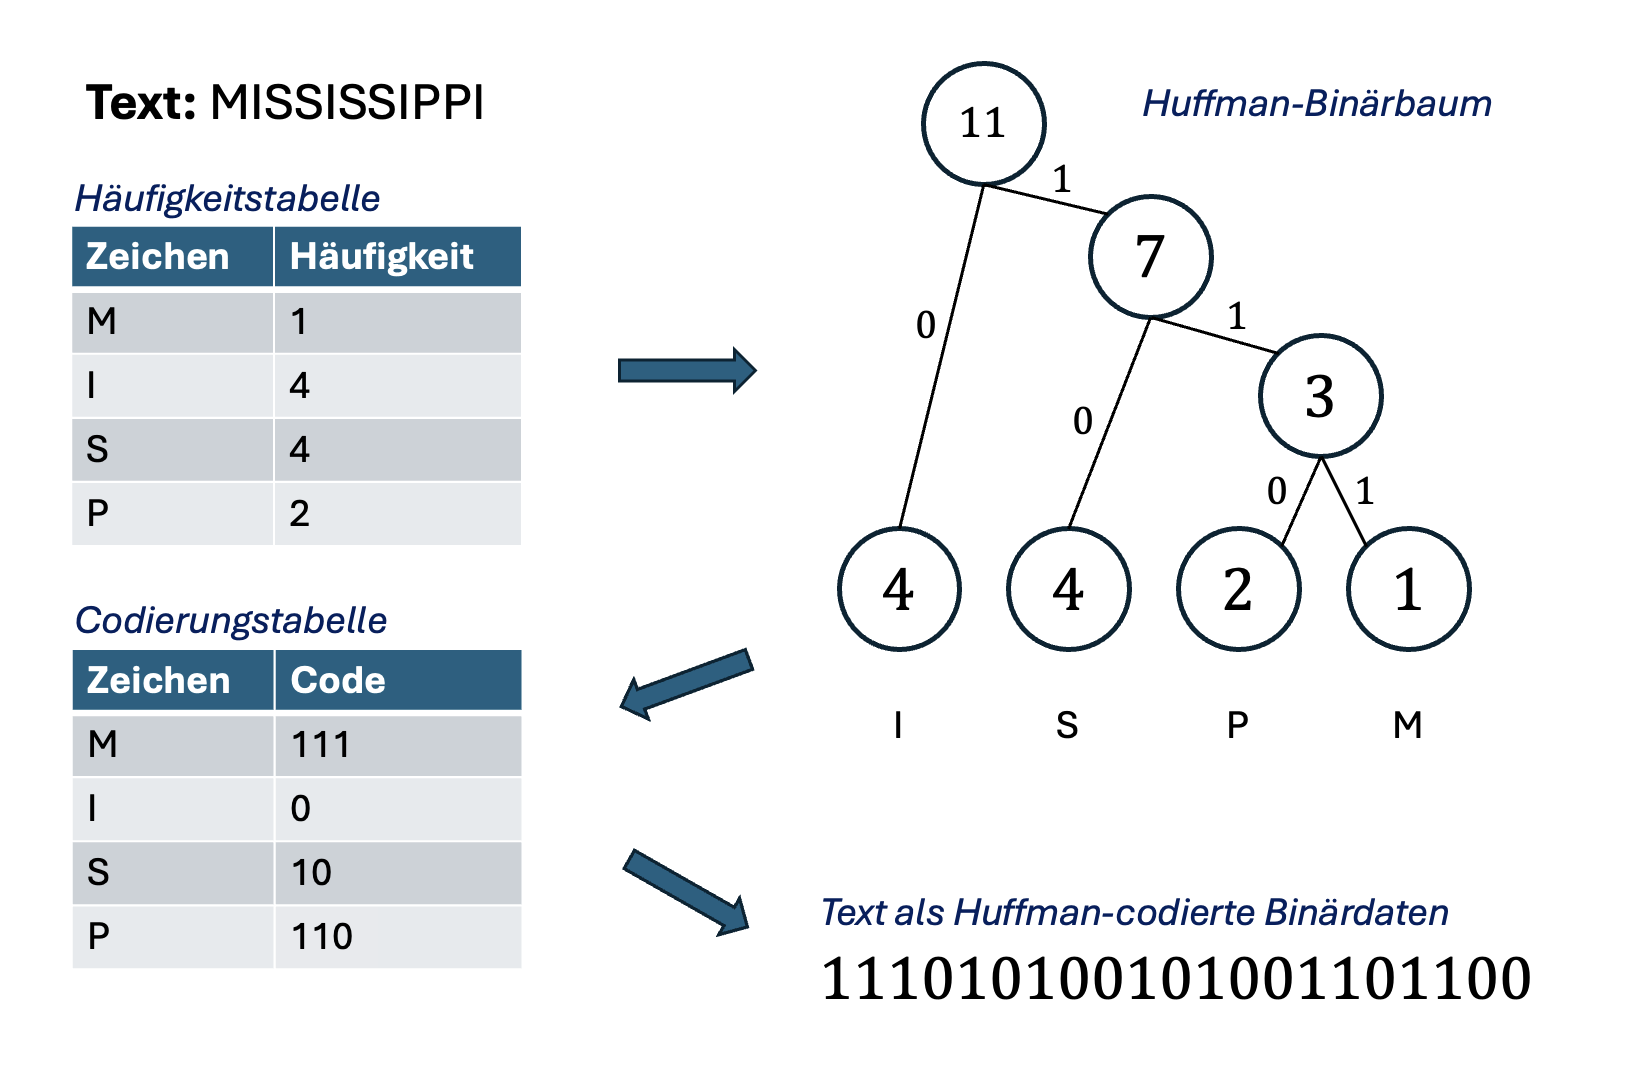 Text: MISSISSIPPI
Häufigkeitstabelle
Zeichen Häufigkeit
M 1
I 4
S 4
P 2
Codierungstabelle
Zeichen Code
M 111
I 0
S 10
P 110
Huffman-Binärbaum
11
1
7
0
1
3
0
0 1
4 4 2 1
I S P M
Text als Huffman-codierte Binärdaten
111010100101001101100